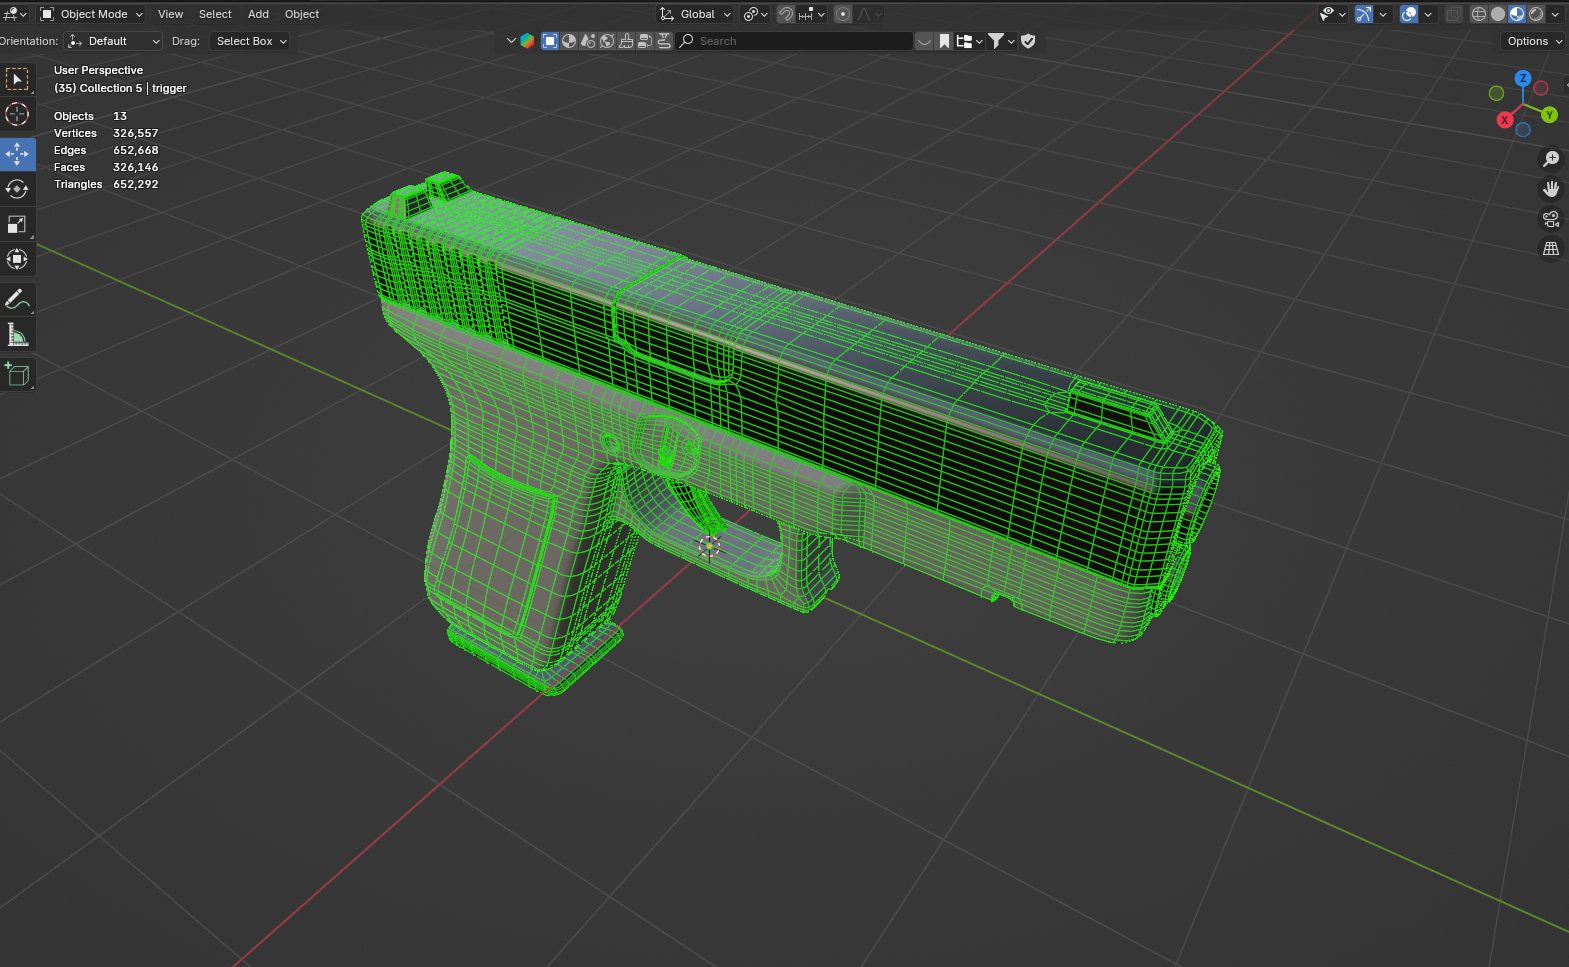 Object Mode View Select Add Object Global
Orientation: Default Drag: Select Box Search Options
User Perspective
(35) Collection 5 | trigger
Objects 13
Vertices 326,557
Edges 652,668
Faces 326,146
Triangles 652,292
Z
Y
X